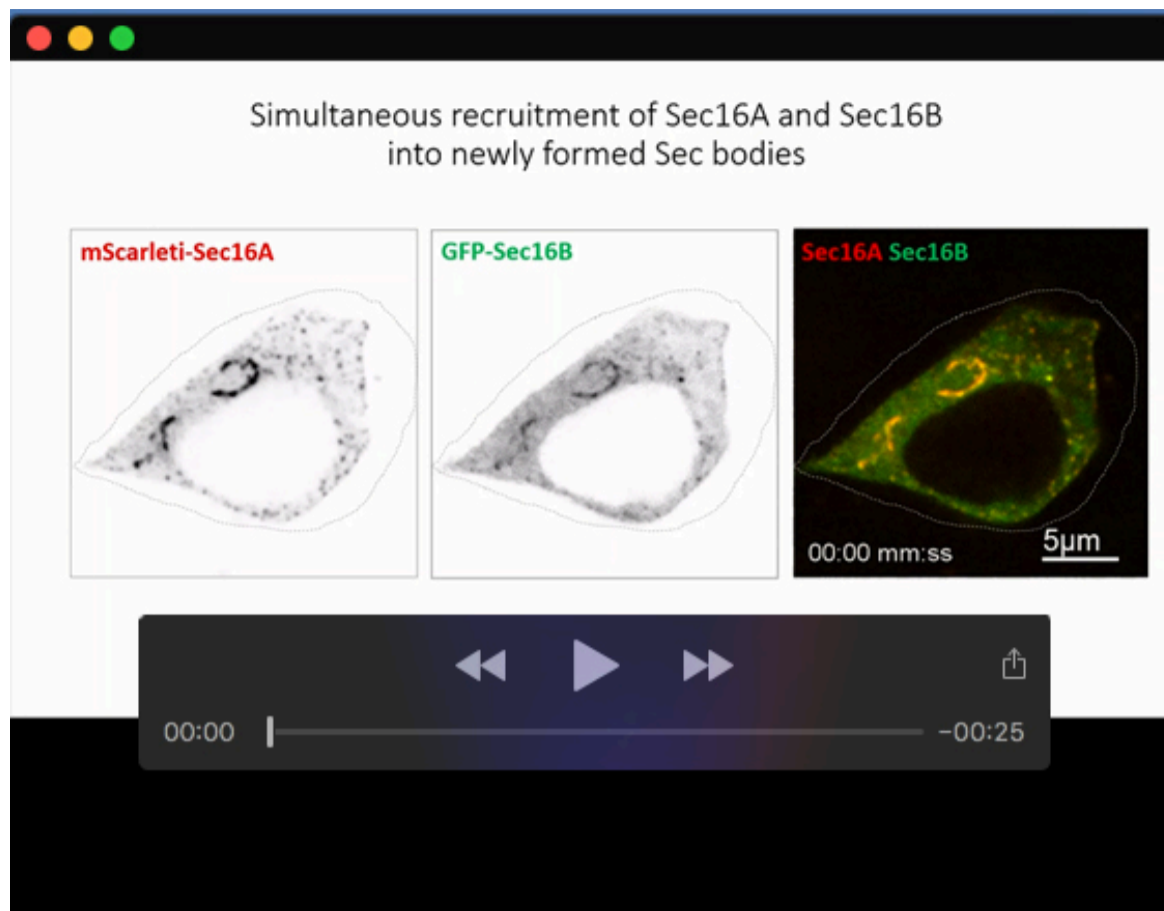 Simultaneous recruitment of Sec16A and Sec16B
into newly formed Sec bodies
mScarleti-Sec16A
GFP-Sec16B
Sec16A Sec16B
00:00 mm:ss
5µm
00:00
-00:25